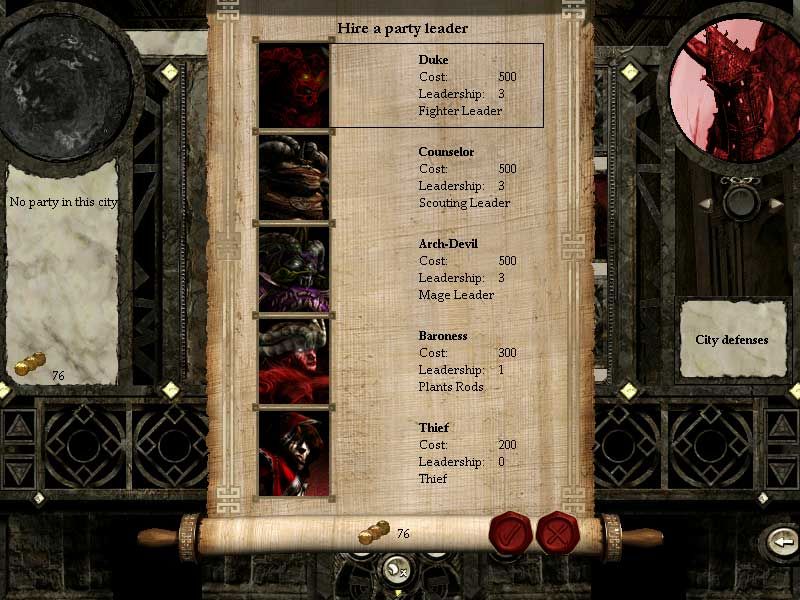 Hire a party leader
Duke
Cost: 500
Leadership: 3
Fighter Leader
Counselor
Cost: 500
Leadership: 3
Scouting Leader
Arch-Devil
Cost: 500
Leadership: 3
Mage Leader
Baroness
Cost: 300
Leadership: 1
Plants Rods
Thief
Cost: 200
Leadership: 0
Thief
76
No party in this city
76
City defenses